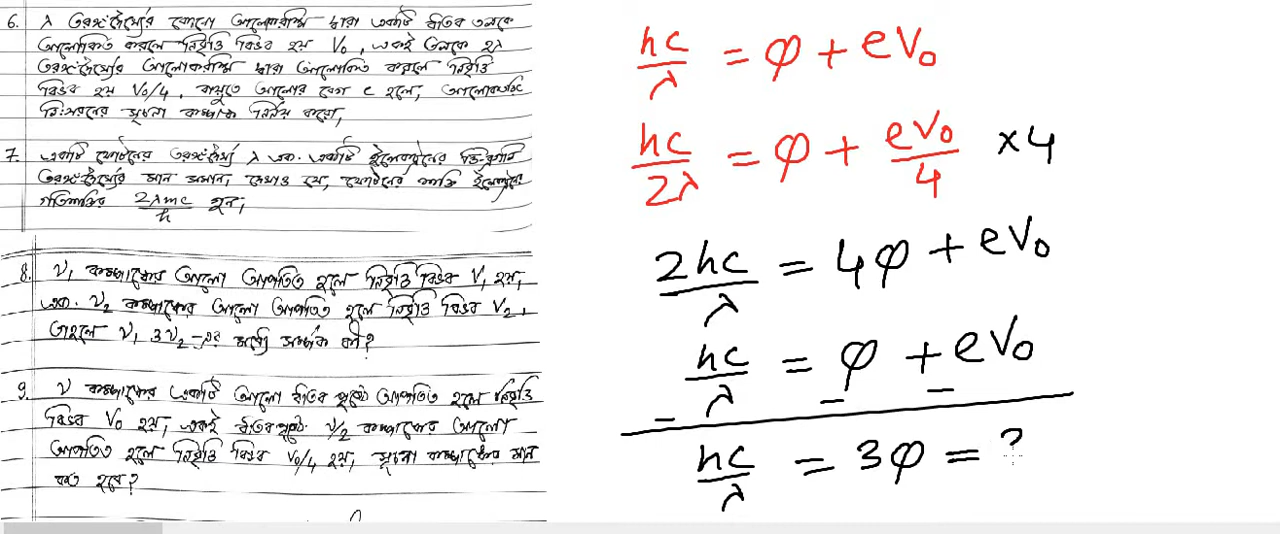 6. λ তরঙ্গদৈর্ঘ্যের কোনো আলোকরশ্মি দ্বারা একটি ধাতব তলকে
আলোকিত করলে নিবৃত্তি বিভব হয় V₀, একই তলকে 2λ
তরঙ্গদৈর্ঘ্যের আলোকরশ্মি দ্বারা আলোকিত করলে নিবৃত্তি
বিভব হয় V₀/4. বায়ুতে আলোর বেগ c হলে, আলোকতড়িৎ
নিঃসরণের সূচনা কম্পাঙ্ক নির্ণয় করো,
7. একটি ফোটনের তরঙ্গদৈর্ঘ্য λ এবং একটি ইলেকট্রনের ডি-ব্রগলি
তরঙ্গদৈর্ঘ্যের মান সমান, দেখাও যে, ফোটনের শক্তি ইলেকট্রনের
গতিশক্তির 2λmc/h গুন,
8. ν₁ কম্পাঙ্কের আলো আপতিত হলে নিবৃত্তি বিভব V₁ হয়,
এবং ν₂ কম্পাঙ্কের আলো আপতিত হলে নিবৃত্তি বিভব V₂,
তাহলে ν₁ ও ν₂-এর মধ্যে সম্পর্ক কী?
9. ν কম্পাঙ্কের একটি আলো ধাতব পৃষ্ঠে আপতিত হলে নিবৃত্তি
বিভব V₀ হয়, একই ধাতব পৃষ্ঠে ν/2 কম্পাঙ্কের আলো
আপতিত হলে নিবৃত্তি বিভব V₀/4 হয়, সূচনা কম্পাঙ্কের মান
কত হবে?
hc/λ = φ + eV₀
hc/2λ = φ + eV₀/4 ×4
2hc/λ = 4φ + eV₀
hc/λ = φ + eV₀
- - -
hc/λ = 3φ = ?